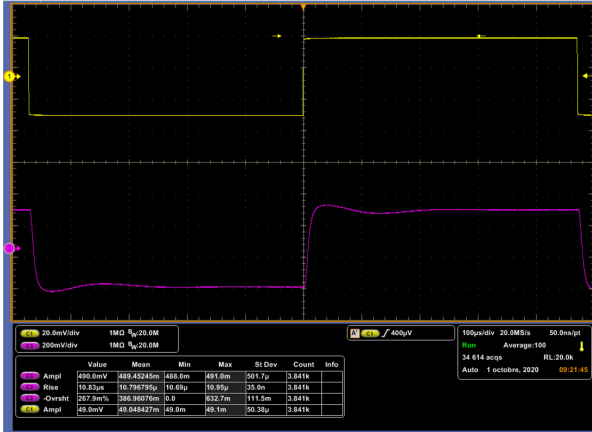 1
3
C1 20.0mV/div 1MΩ BW:20.0M
C3 200mV/div 1MΩ BW:20.0M
A' C1 400µV
100µs/div 20.0MS/s 50.0ns/pt
Run Average:100
34 614 acqs RL:20.0k
Auto 1 octobre, 2020 09:21:45
Value Mean Min Max St Dev Count Info
C3 Ampl 490.0mV 489.45245m 488.0m 491.0m 501.7µ 3.841k
C3 Rise 10.83µs 10.796795µ 10.69µ 10.95µ 35.0n 3.841k
C3 -Ovrsht 267.9m% 386.96076m 0.0 632.7m 111.5m 3.841k
C1 Ampl 49.0mV 49.048427m 49.0m 49.1m 50.38µ 3.841k